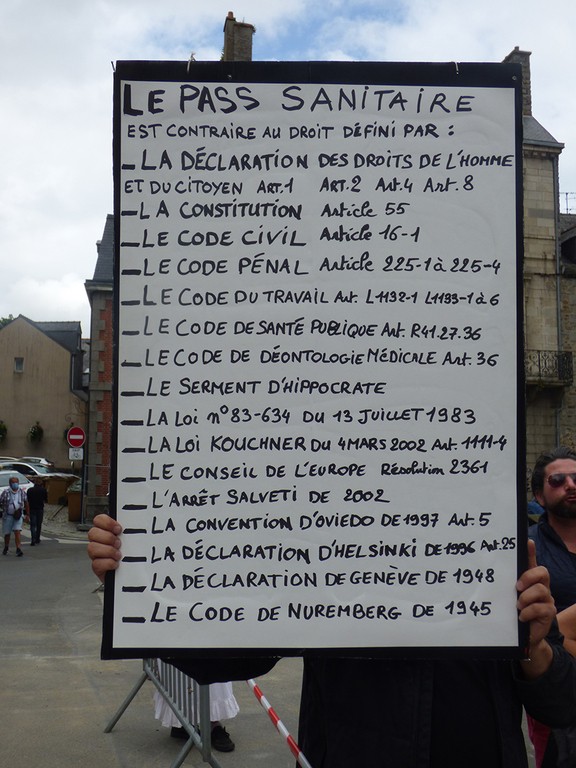 LE PASS SANITAIRE
EST CONTRAIRE AU DROIT DÉFINI PAR :
– LA DÉCLARATION DES DROITS DE L'HOMME
ET DU CITOYEN ART.1 ART.2 Art.4 Art.8
– LA CONSTITUTION Article 55
– LE CODE CIVIL Article 16-1
– LE CODE PÉNAL Article 225-1 à 225-4
– LE CODE DU TRAVAIL Art. L1132-1 L1133-1 à 6
– LE CODE DE SANTÉ PUBLIQUE Art. R41.27.36
– LE CODE DE DÉONTOLOGIE MÉDICALE Art. 36
– LE SERMENT D'HIPPOCRATE
– LA LOI n°83-634 DU 13 JUILLET 1983
– LA LOI KOUCHNER DU 4 MARS 2002 Art. 1111-4
– LE CONSEIL DE L'EUROPE Résolution 2361
– L'ARRÊT SALVETI DE 2002
– LA CONVENTION D'OVIEDO DE 1997 Art. 5
– LA DÉCLARATION D'HELSINKI DE 1996 Art. 25
– LA DÉCLARATION DE GENÈVE DE 1948
– LE CODE DE NUREMBERG DE 1945